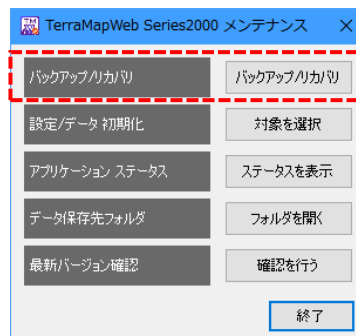 TerraMapWeb Series2000 メンテナンス
バックアップ/リカバリ バックアップ/リカバリ
設定/データ 初期化 対象を選択
アプリケーション ステータス ステータスを表示
データ保存先フォルダ フォルダを開く
最新バージョン確認 確認を行う
終了